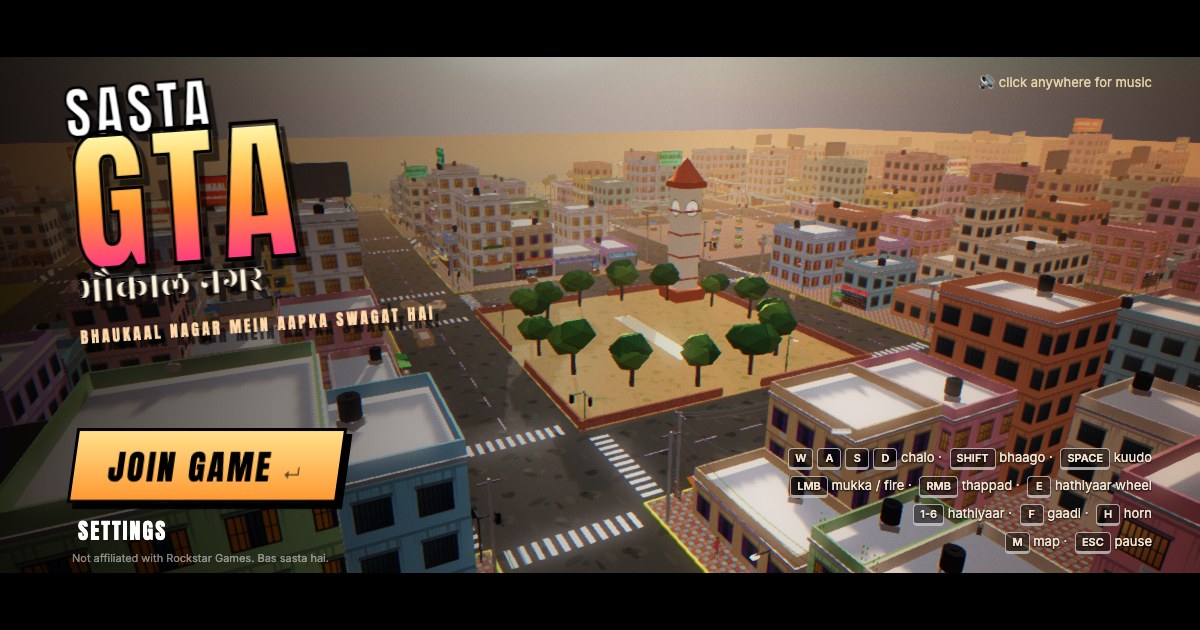 SASTA
GTA
भौकाल नगर
BHAUKAAL NAGAR MEIN AAPKA SWAGAT HAI
🔊 click anywhere for music
JOIN GAME ↵
SETTINGS
Not affiliated with Rockstar Games. Bas sasta hai.
W A S D chalo · SHIFT bhaago · SPACE kuudo
LMB mukka / fire · RMB thappad · E hathiyaar-wheel
1-6 hathiyaar · F gaadi · H horn
M map · ESC pause